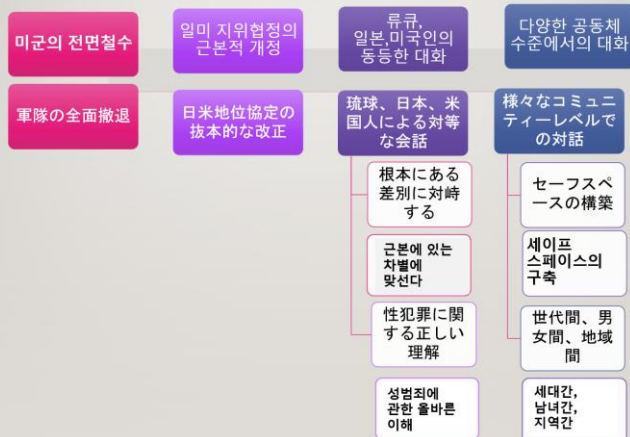 미군의 전면철수
일미 지위협정의
근본적 개정
류큐,
일본,미국인의
동등한 대화
다양한 공동체
수준에서의 대화
軍隊の全面撤退
日米地位協定の
抜本的な改正
琉球、日本、米
国人による対等
な会話
様々なコミュニ
ティーレベルで
の対話
根本にある
差別に対峙
する
근본에 있는
차별에
맞선다
性犯罪に関
する正しい
理解
성범죄에
관한 올바른
이해
セーフスペ
ースの構築
세이프
스페이스의
구축
世代間、男
女間、地域
間
세대간,
남녀간,
지역간